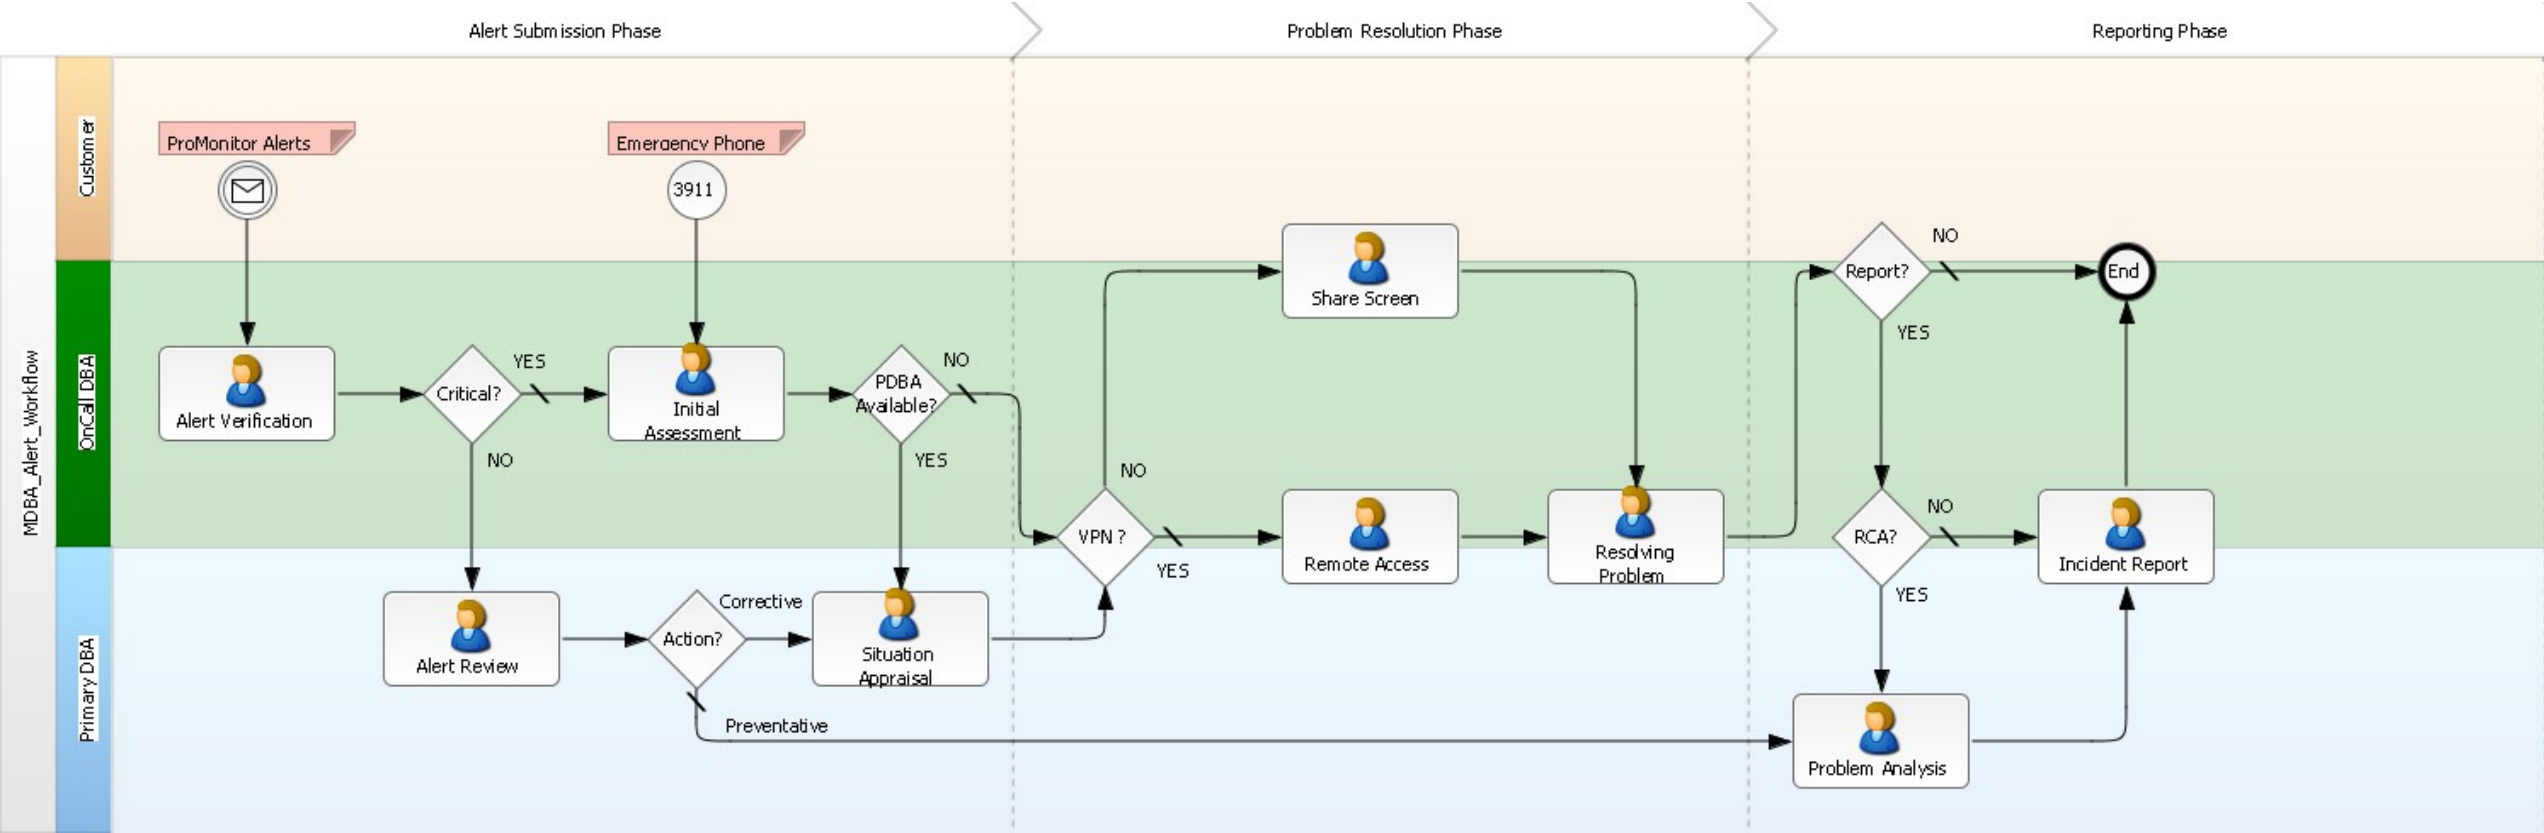 Alert Submission Phase
Problem Resolution Phase
Reporting Phase
MDBA_Alert_Workflow
Customer
OnCall DBA
Primary DBA
ProMonitor Alerts
Emergency Phone
3911
Share Screen
Report?
NO
End
YES
Alert Verification
Critical?
YES
NO
Initial
Assessment
PDBA
Available?
NO
YES
VPN ?
NO
YES
Remote Access
Resolving
Problem
RCA?
NO
YES
Incident Report
Alert Review
Action?
Corrective
Preventative
Situation
Appraisal
Problem Analysis